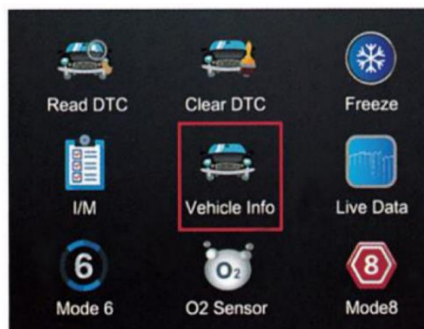 Read DTC
Clear DTC
Freeze
I/M
Vehicle Info
Live Data
6
O2
8
Mode 6
O2 Sensor
Mode8